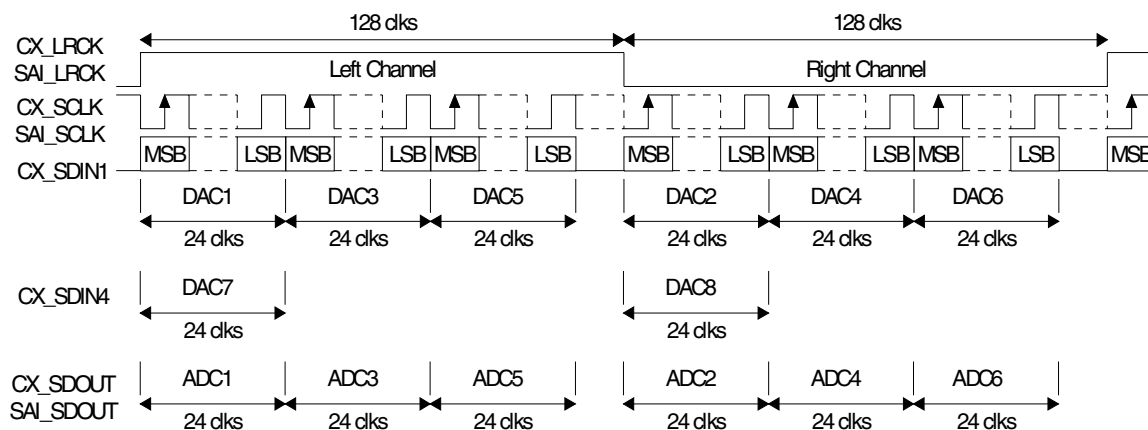 128 clks 128 clks
CX_LRCK
SAI_LRCK
Left Channel Right Channel
CX_SCLK
SAI_SCLK
MSB LSB MSB LSB MSB LSB MSB LSB MSB LSB MSB LSB MSB
CX_SDIN1
DAC1 DAC3 DAC5 DAC2 DAC4 DAC6
24 clks 24 clks 24 clks 24 clks 24 clks 24 clks
DAC7 DAC8
CX_SDIN4
24 clks 24 clks
ADC1 ADC3 ADC5 ADC2 ADC4 ADC6
CX_SDOUT
SAI_SDOUT
24 clks 24 clks 24 clks 24 clks 24 clks 24 clks